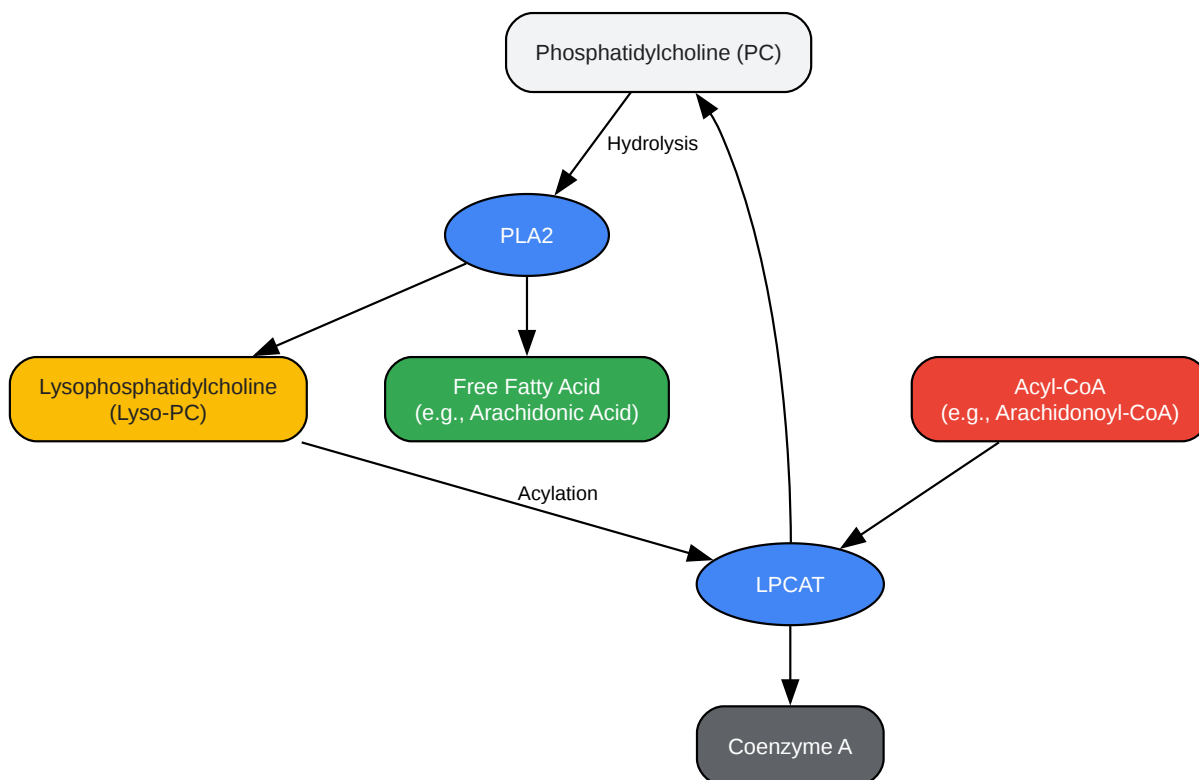 Phosphatidylcholine (PC)
Hydrolysis
PLA2
Lysophosphatidylcholine
(Lyso-PC)
Free Fatty Acid
(e.g., Arachidonic Acid)
Acyl-CoA
(e.g., Arachidonoyl-CoA)
Acylation
LPCAT
Coenzyme A